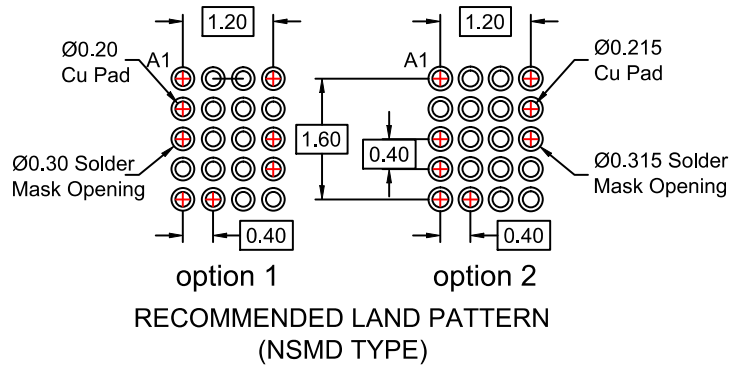 1.20
1.20
Ø0.20
Cu Pad
A1
A1
Ø0.215
Cu Pad
1.60
0.40
Ø0.30 Solder
Mask Opening
Ø0.315 Solder
Mask Opening
0.40
0.40
option 1
option 2
RECOMMENDED LAND PATTERN
(NSMD TYPE)